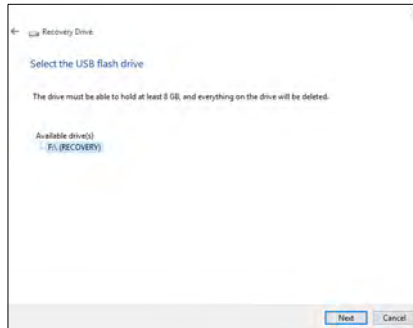 Recovery Drive
Select the USB flash drive
The drive must be able to hold at least 8 GB, and everything on the drive will be deleted.
Available drive(s)
F:\ (RECOVERY)
Next Cancel